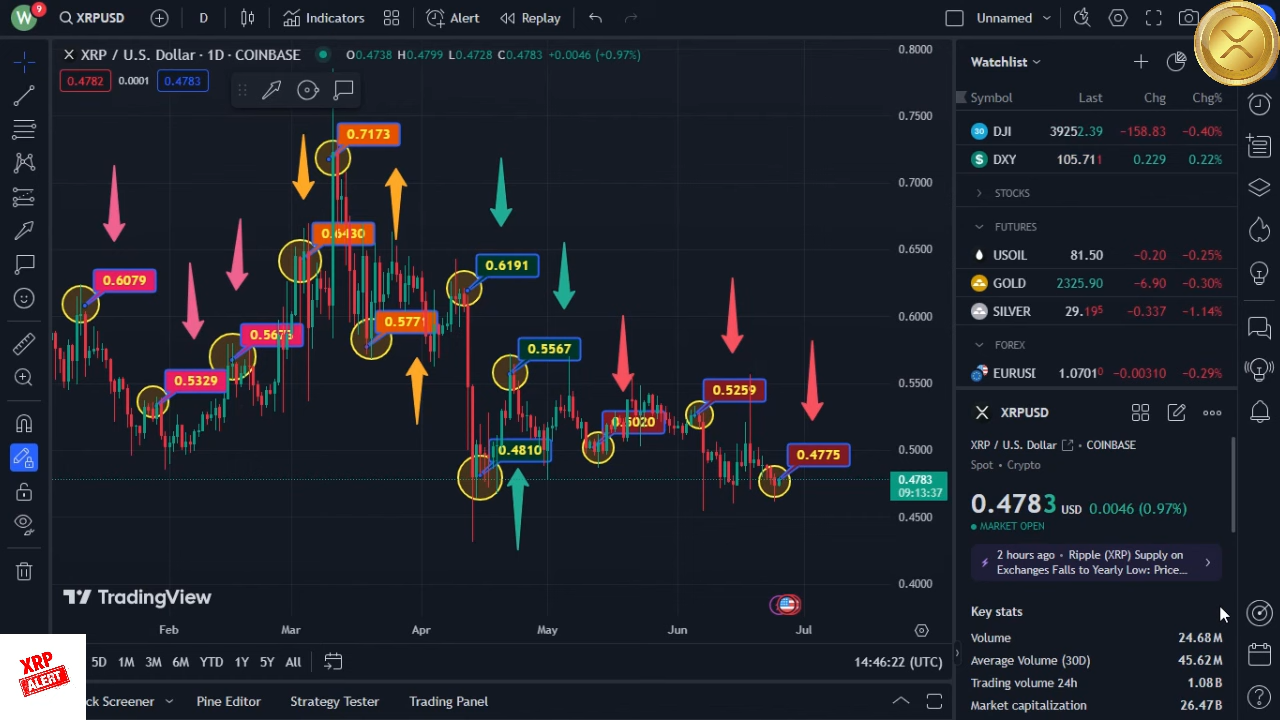 W 9 XRPUSD D Indicators Alert Replay Unnamed
XRP / U.S. Dollar · 1D · COINBASE O0.4738 H0.4799 L0.4728 C0.4783 +0.0046 (+0.97%)
0.4782 0.0001 0.4783
0.7173
0.6430
0.6079
0.6191
0.5771
0.5673
0.5567
0.5329
0.5259
0.5020
0.4810
0.4775
0.8000
0.7500
0.7000
0.6500
0.6000
0.5500
0.5000
0.4783
09:13:37
0.4500
0.4000
TradingView
Feb Mar Apr May Jun Jul
5D 1M 3M 6M YTD 1Y 5Y All 14:46:22 (UTC)
XRP
ALERT
ck Screener Pine Editor Strategy Tester Trading Panel
Watchlist
Symbol Last Chg Chg%
30 DJI 39252.39 −158.83 −0.40%
$ DXY 105.711 0.229 0.22%
STOCKS
FUTURES
USOIL 81.50 −0.20 −0.25%
GOLD 2325.90 −6.90 −0.30%
SILVER 29.195 −0.337 −1.14%
FOREX
EURUSI 1.07010 −0.00310 −0.29%
XRPUSD
XRP / U.S. Dollar · COINBASE
Spot • Crypto
0.4783 USD 0.0046 (0.97%)
MARKET OPEN
2 hours ago • Ripple (XRP) Supply on
Exchanges Falls to Yearly Low: Price...
Key stats
Volume 24.68M
Average Volume (30D) 45.62M
Trading volume 24h 1.08B
Market capitalization 26.47B